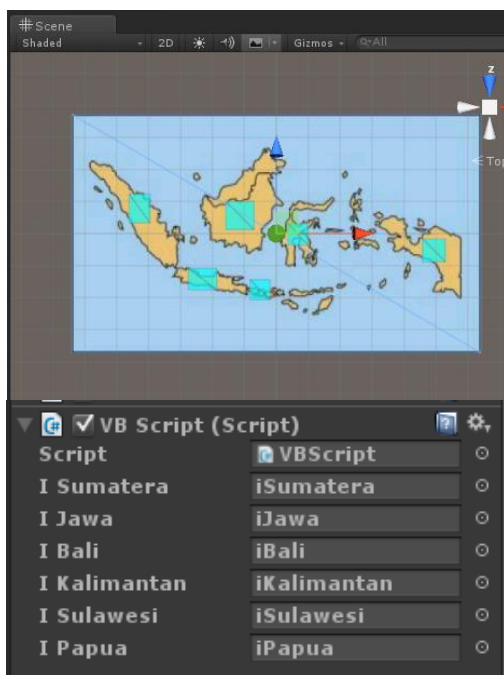 Scene
Shaded 2D Gizmos Q▾All
z
Top
VB Script (Script)
Script VBScript
I Sumatera iSumatera
I Jawa iJawa
I Bali iBali
I Kalimantan iKalimantan
I Sulawesi iSulawesi
I Papua iPapua